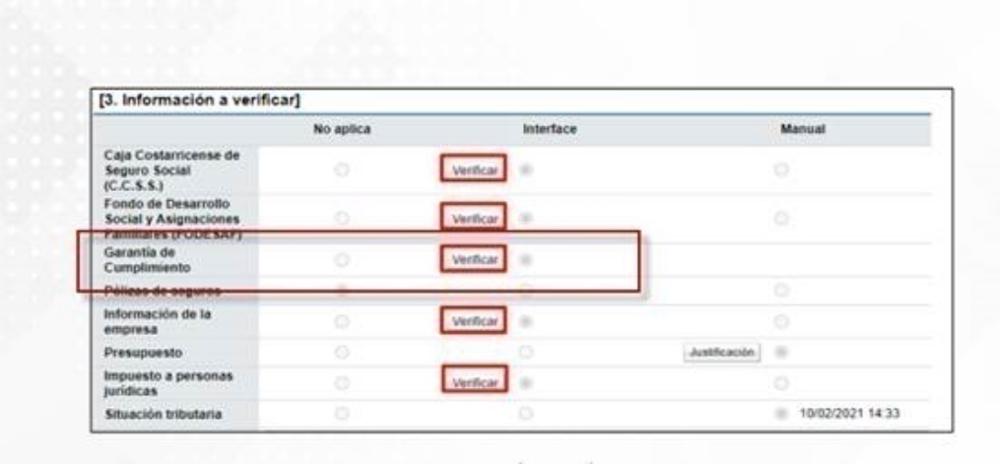 [3. Información a verificar]
No aplica Interface Manual
Caja Costarricense de
Seguro Social
(C.C.S.S.)
Verificar
Fondo de Desarrollo
Social y Asignaciones
Familiares (FODESAF)
Verificar
Garantía de
Cumplimiento
Verificar
Pólizas de seguros
Información de la
empresa
Verificar
Presupuesto
Justificación
Impuesto a personas
jurídicas
Verificar
Situación tributaria
10/02/2021 14:33